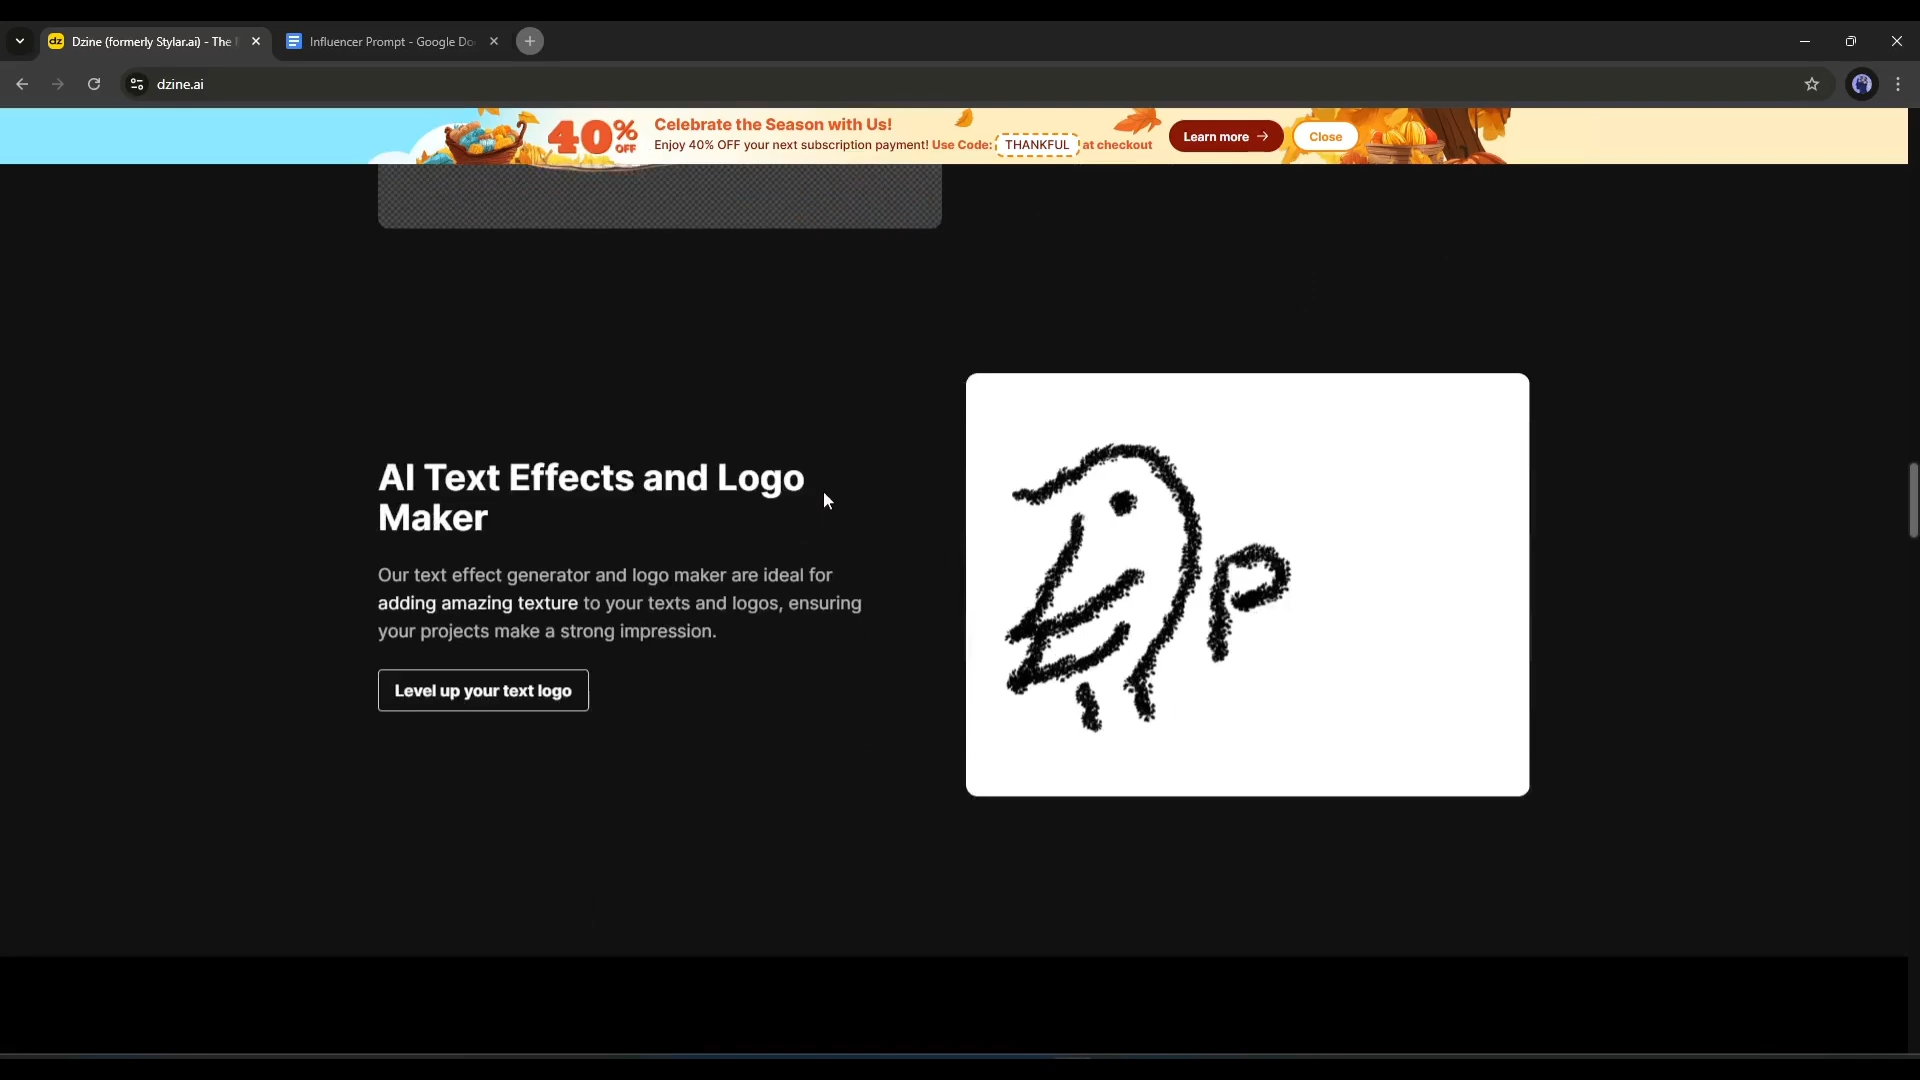 dz Dzine (formerly Stylar.ai) - The
Influencer Prompt - Google Do
dzine.ai
40% OFF
Celebrate the Season with Us!
Enjoy 40% OFF your next subscription payment! Use Code: THANKFUL at checkout
Learn more →
Close
AI Text Effects and Logo
Maker
Our text effect generator and logo maker are ideal for
adding amazing texture to your texts and logos, ensuring
your projects make a strong impression.
Level up your text logo
P